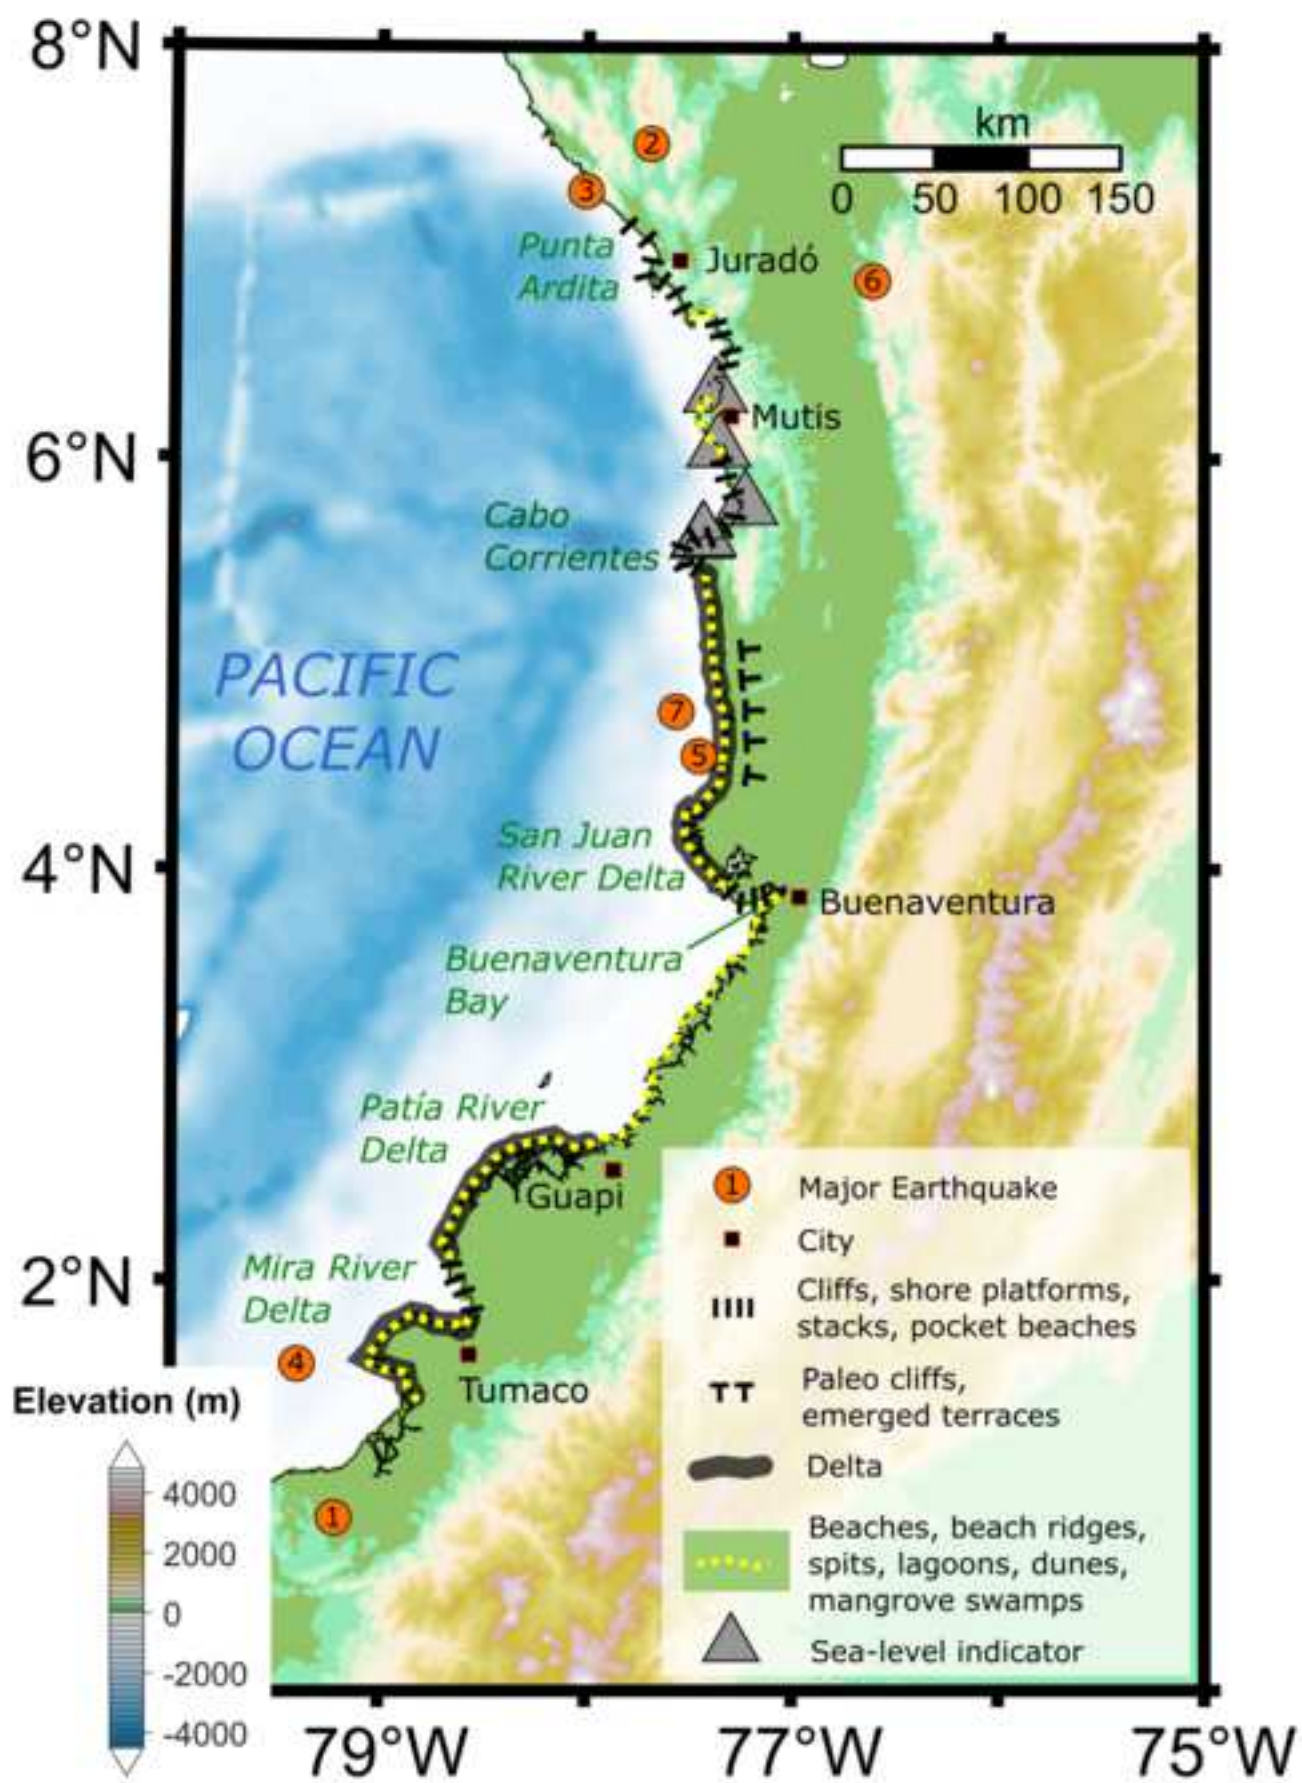 8°N
km
0 50 100 150
2
3
Punta
Ardita
Juradó
6
Mutis
6°N
Cabo
Corrientes
PACIFIC
OCEAN
7
5
San Juan
River Delta
4°N
Buenaventura
Buenaventura
Bay
Patía River
Delta
Guapi
Mira River
Delta
2°N
4
Tumaco
1
1 Major Earthquake
City
Cliffs, shore platforms,
stacks, pocket beaches
TT Paleo cliffs,
emerged terraces
Delta
Beaches, beach ridges,
spits, lagoons, dunes,
mangrove swamps
Sea-level indicator
Elevation (m)
4000
2000
0
-2000
-4000
79°W 77°W 75°W